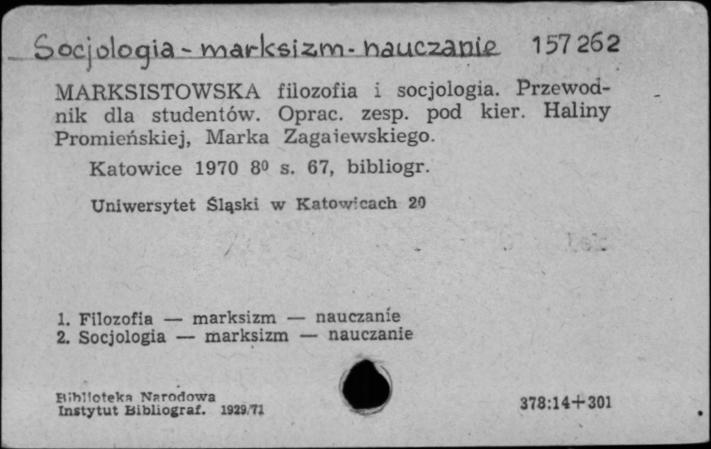 Socjologia - marksizm - nauczanie 157262
MARKSISTOWSKA filozofia i socjologia. Przewod-
nik dla studentów. Oprac. zesp. pod kier. Haliny
Promieńskiej, Marka Zagaiewskiego.
Katowice 1970 8⁰ s. 67, bibliogr.
Uniwersytet Śląski w Katowicach 20
1. Filozofia — marksizm — nauczanie
2. Socjologia — marksizm — nauczanie
Biblioteka Narodowa
Instytut Bibliograf. 1929/71
378:14+301